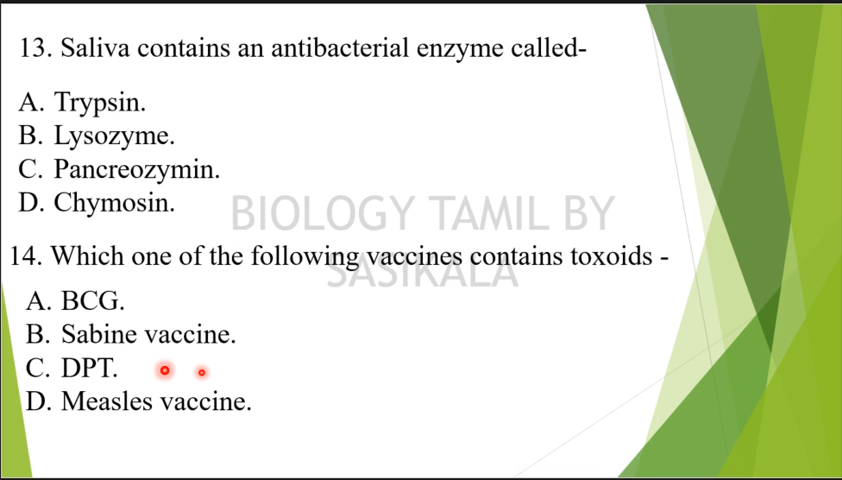 13. Saliva contains an antibacterial enzyme called-
A. Trypsin.
B. Lysozyme.
C. Pancreozymin.
D. Chymosin.
BIOLOGY TAMIL BY
SASIKALA
14. Which one of the following vaccines contains toxoids -
A. BCG.
B. Sabine vaccine.
C. DPT.
D. Measles vaccine.